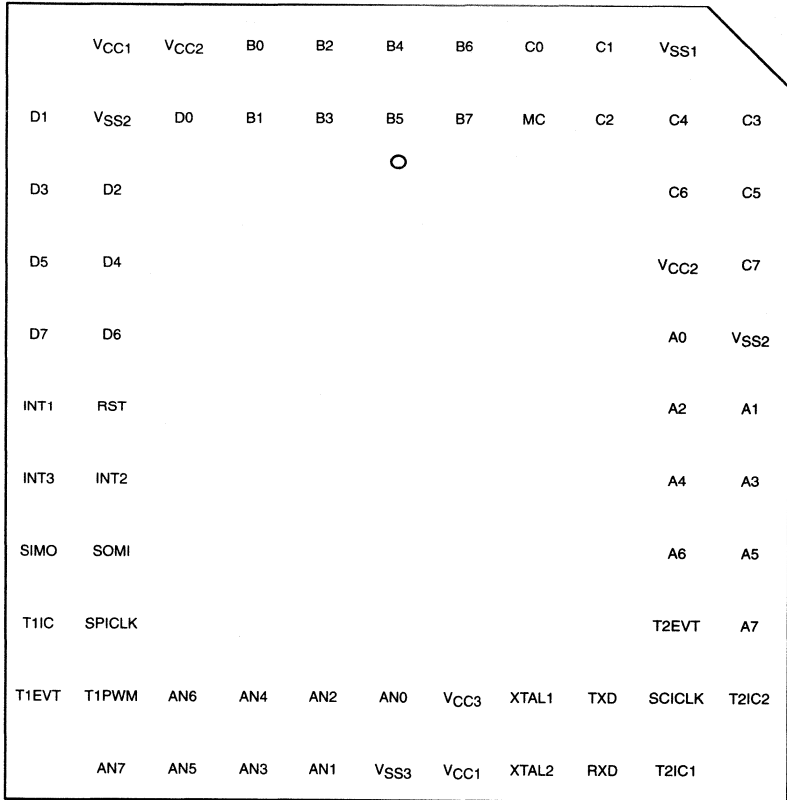 VCC1 VCC2 B0 B2 B4 B6 C0 C1 VSS1
D1 VSS2 D0 B1 B3 B5 B7 MC C2 C4 C3
D3 D2 C6 C5
D5 D4 VCC2 C7
D7 D6 A0 VSS2
INT1 RST A2 A1
INT3 INT2 A4 A3
SIMO SOMI A6 A5
T1IC SPICLK T2EVT A7
T1EVT T1PWM AN6 AN4 AN2 AN0 VCC3 XTAL1 TXD SCICLK T2IC2
AN7 AN5 AN3 AN1 VSS3 VCC1 XTAL2 RXD T2IC1